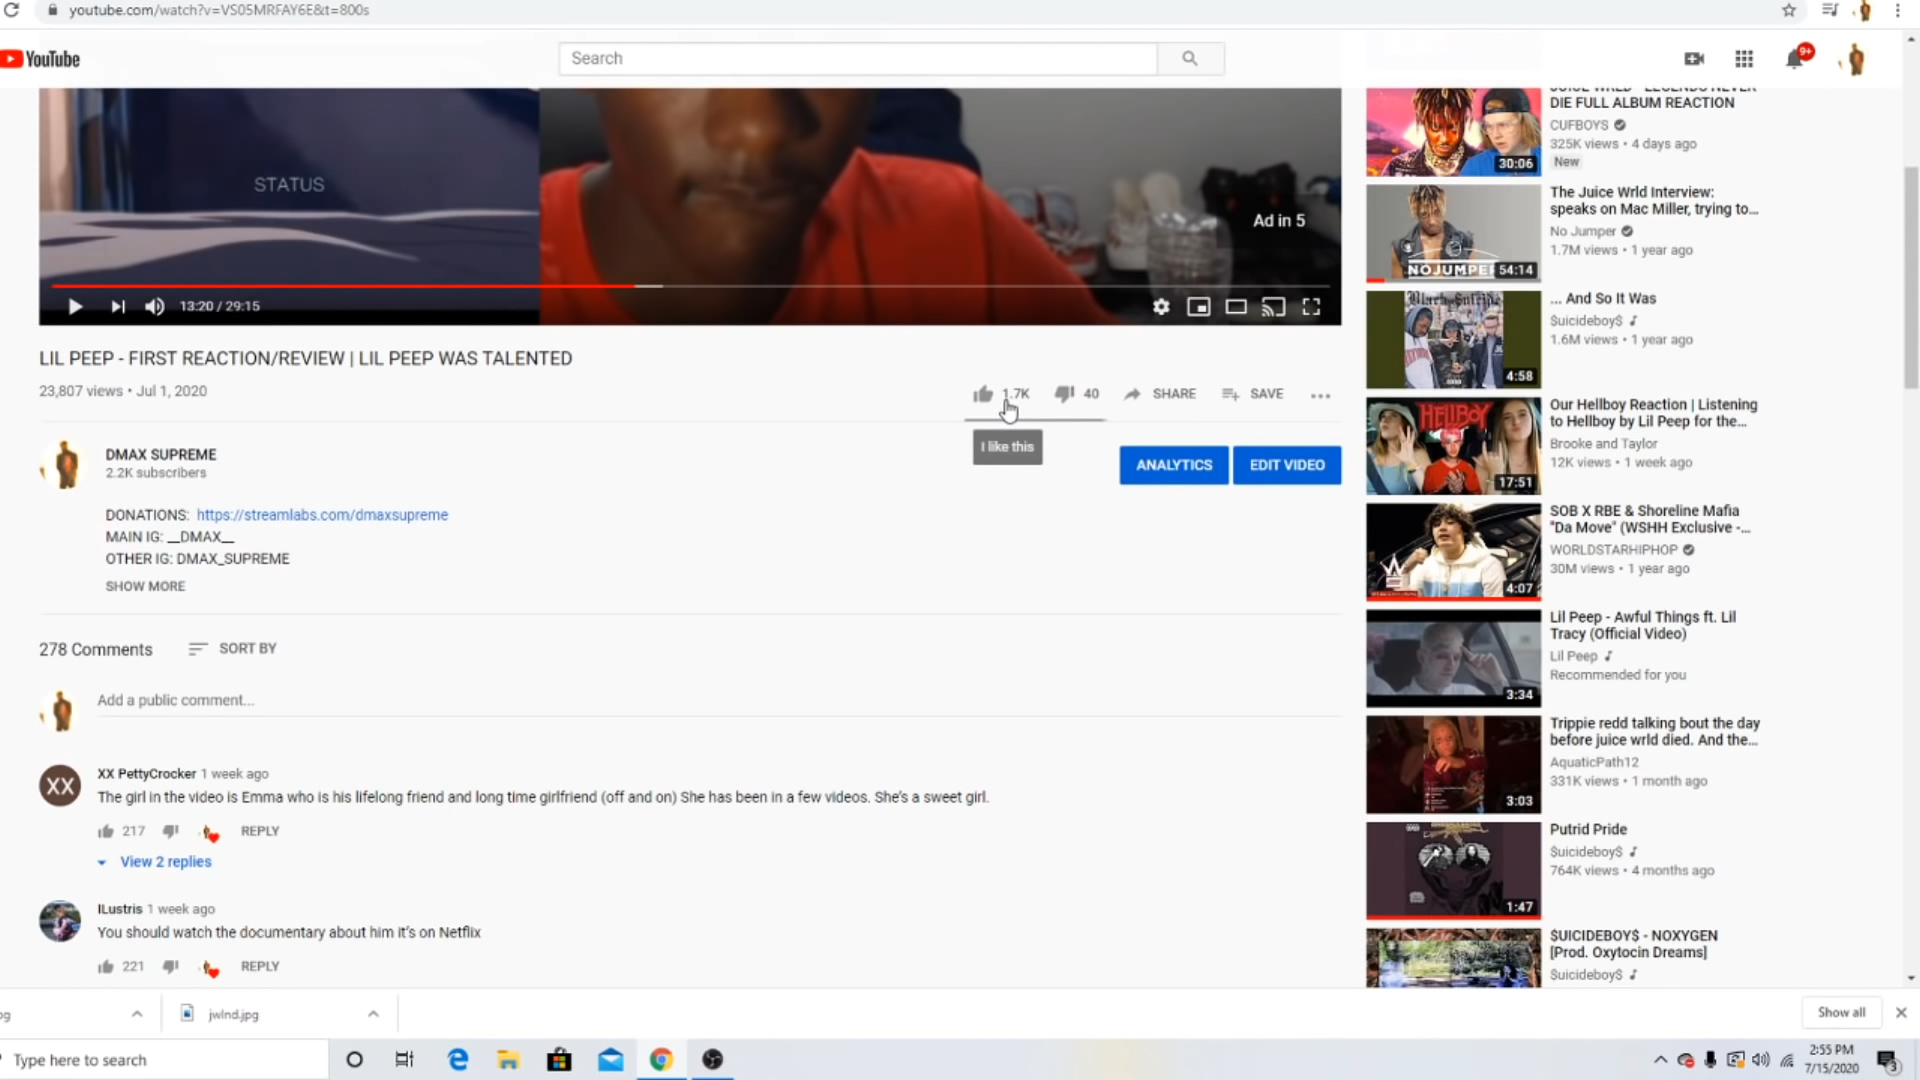 youtube.com/watch?v=VS05MRFAY6E&t=800s
YouTube
Search
9+
STATUS
Ad in 5
13:20 / 29:15
LIL PEEP - FIRST REACTION/REVIEW | LIL PEEP WAS TALENTED
23,807 views • Jul 1, 2020
1.7K
40
SHARE
SAVE
I like this
DMAX SUPREME
2.2K subscribers
ANALYTICS
EDIT VIDEO
DONATIONS: https://streamlabs.com/dmaxsupreme
MAIN IG: __DMAX__
OTHER IG: DMAX_SUPREME
SHOW MORE
278 Comments
SORT BY
Add a public comment...
XX
XX PettyCrocker 1 week ago
The girl in the video is Emma who is his lifelong friend and long time girlfriend (off and on) She has been in a few videos. She's a sweet girl.
217
REPLY
View 2 replies
ILustris 1 week ago
You should watch the documentary about him it's on Netflix
221
REPLY
JUICE WRLD - LEGENDS NEVER
DIE FULL ALBUM REACTION
CUFBOYS
325K views • 4 days ago
New
30:06
The Juice Wrld Interview:
speaks on Mac Miller, trying to...
No Jumper
1.7M views • 1 year ago
NOJUMPER
54:14
... And So It Was
$uicideboy$
1.6M views • 1 year ago
4:58
Our Hellboy Reaction | Listening
to Hellboy by Lil Peep for the...
Brooke and Taylor
12K views • 1 week ago
HELLBOY
17:51
SOB X RBE & Shoreline Mafia
"Da Move" (WSHH Exclusive -...
WORLDSTARHIPHOP
30M views • 1 year ago
W
4:07
Lil Peep - Awful Things ft. Lil
Tracy (Official Video)
Lil Peep
Recommended for you
3:34
Trippie redd talking bout the day
before juice wrld died. And the...
AquaticPath12
331K views • 1 month ago
3:03
Putrid Pride
$uicideboy$
764K views • 4 months ago
1:47
$UICIDEBOY$ - NOXYGEN
[Prod. Oxytocin Dreams]
$uicideboy$
jwlnd.jpg
Show all
Type here to search
2:55 PM
7/15/2020
3